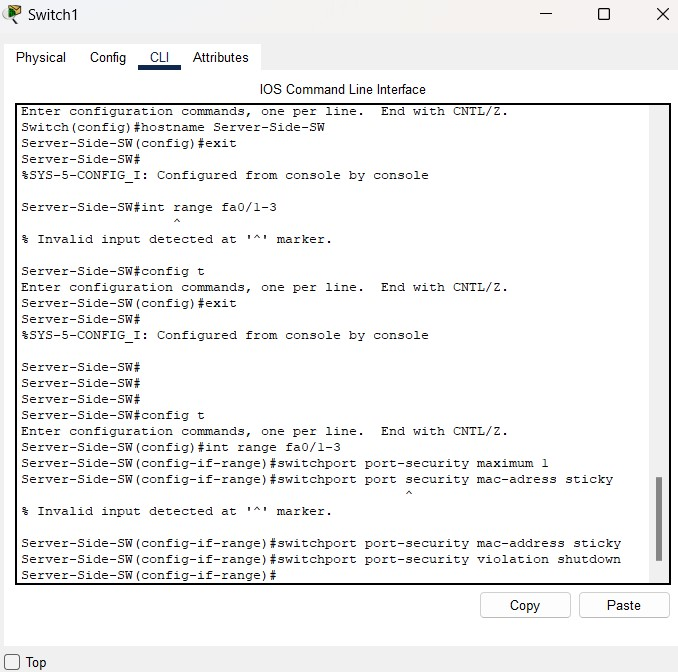 Switch1
Physical Config CLI Attributes
IOS Command Line Interface
Enter configuration commands, one per line.  End with CNTL/Z.
Switch(config)#hostname Server-Side-SW
Server-Side-SW(config)#exit
Server-Side-SW#
%SYS-5-CONFIG_I: Configured from console by console
Server-Side-SW#int range fa0/1-3
^
% Invalid input detected at '^' marker.
Server-Side-SW#config t
Enter configuration commands, one per line.  End with CNTL/Z.
Server-Side-SW(config)#exit
Server-Side-SW#
%SYS-5-CONFIG_I: Configured from console by console
Server-Side-SW#
Server-Side-SW#
Server-Side-SW#
Server-Side-SW#config t
Enter configuration commands, one per line.  End with CNTL/Z.
Server-Side-SW(config)#int range fa0/1-3
Server-Side-SW(config-if-range)#switchport port-security maximum 1
Server-Side-SW(config-if-range)#switchport port security mac-adress sticky
^
% Invalid input detected at '^' marker.
Server-Side-SW(config-if-range)#switchport port-security mac-address sticky
Server-Side-SW(config-if-range)#switchport port-security violation shutdown
Server-Side-SW(config-if-range)#
Copy Paste
Top